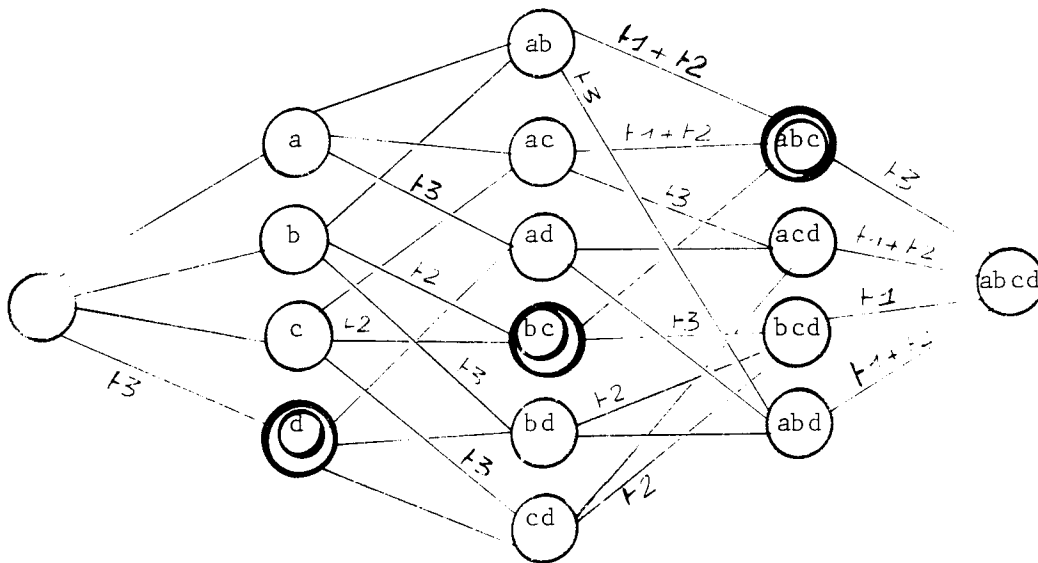 ab
t1 + t2
t3
a
ac
t1 + t2
abc
t3
t3
t3
b
ad
acd
t1 + t2
t2
abcd
c
t2
bc
t3
bcd
t1
t3
t3
d
bd
t2
abd
t3
t2
cd